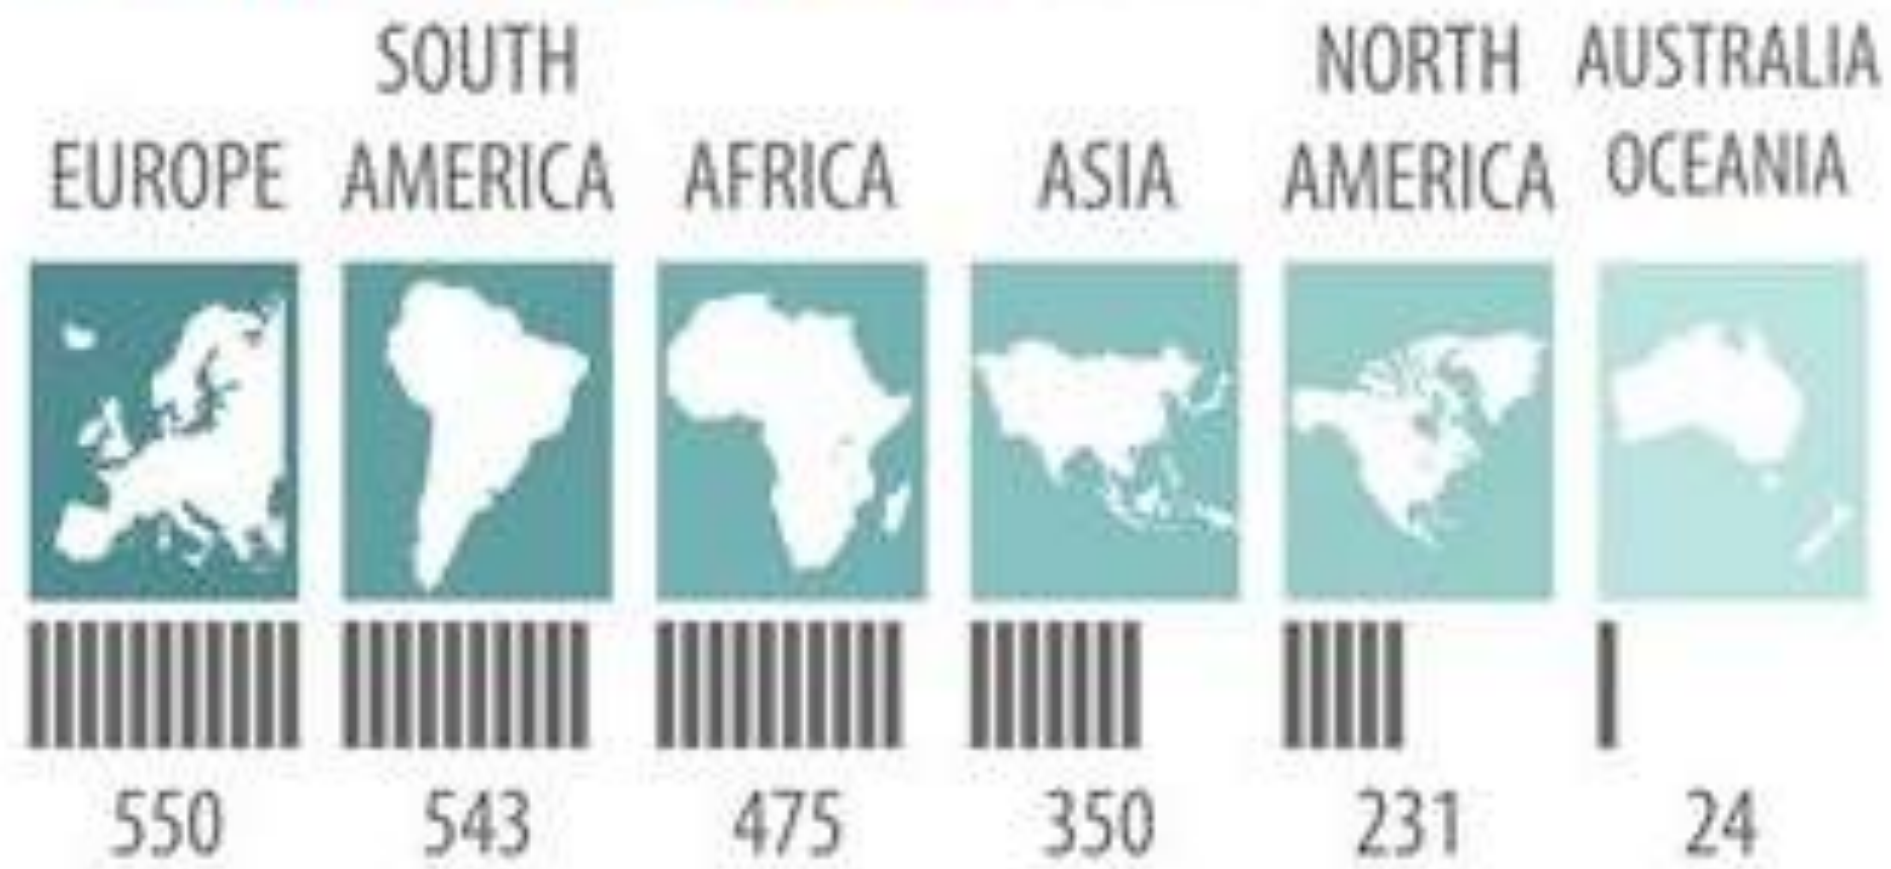 SOUTH
NORTH AUSTRALIA
EUROPE AMERICA AFRICA ASIA AMERICA OCEANIA
550 543 475 350 231 24